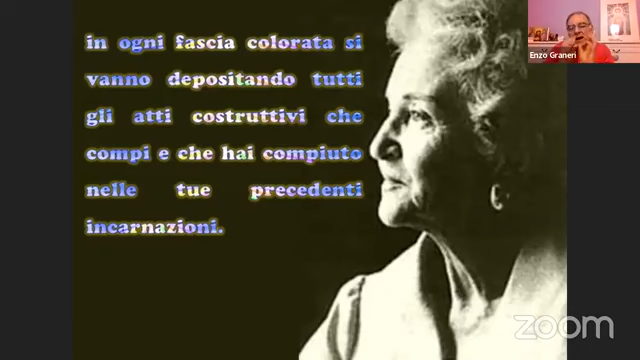 in ogni fascia colorata si
vanno depositando tutti
gli atti costruttivi che
compi e che hai compiuto
nelle tue precedenti
incarnazioni.
Enzo Graneri
zoom